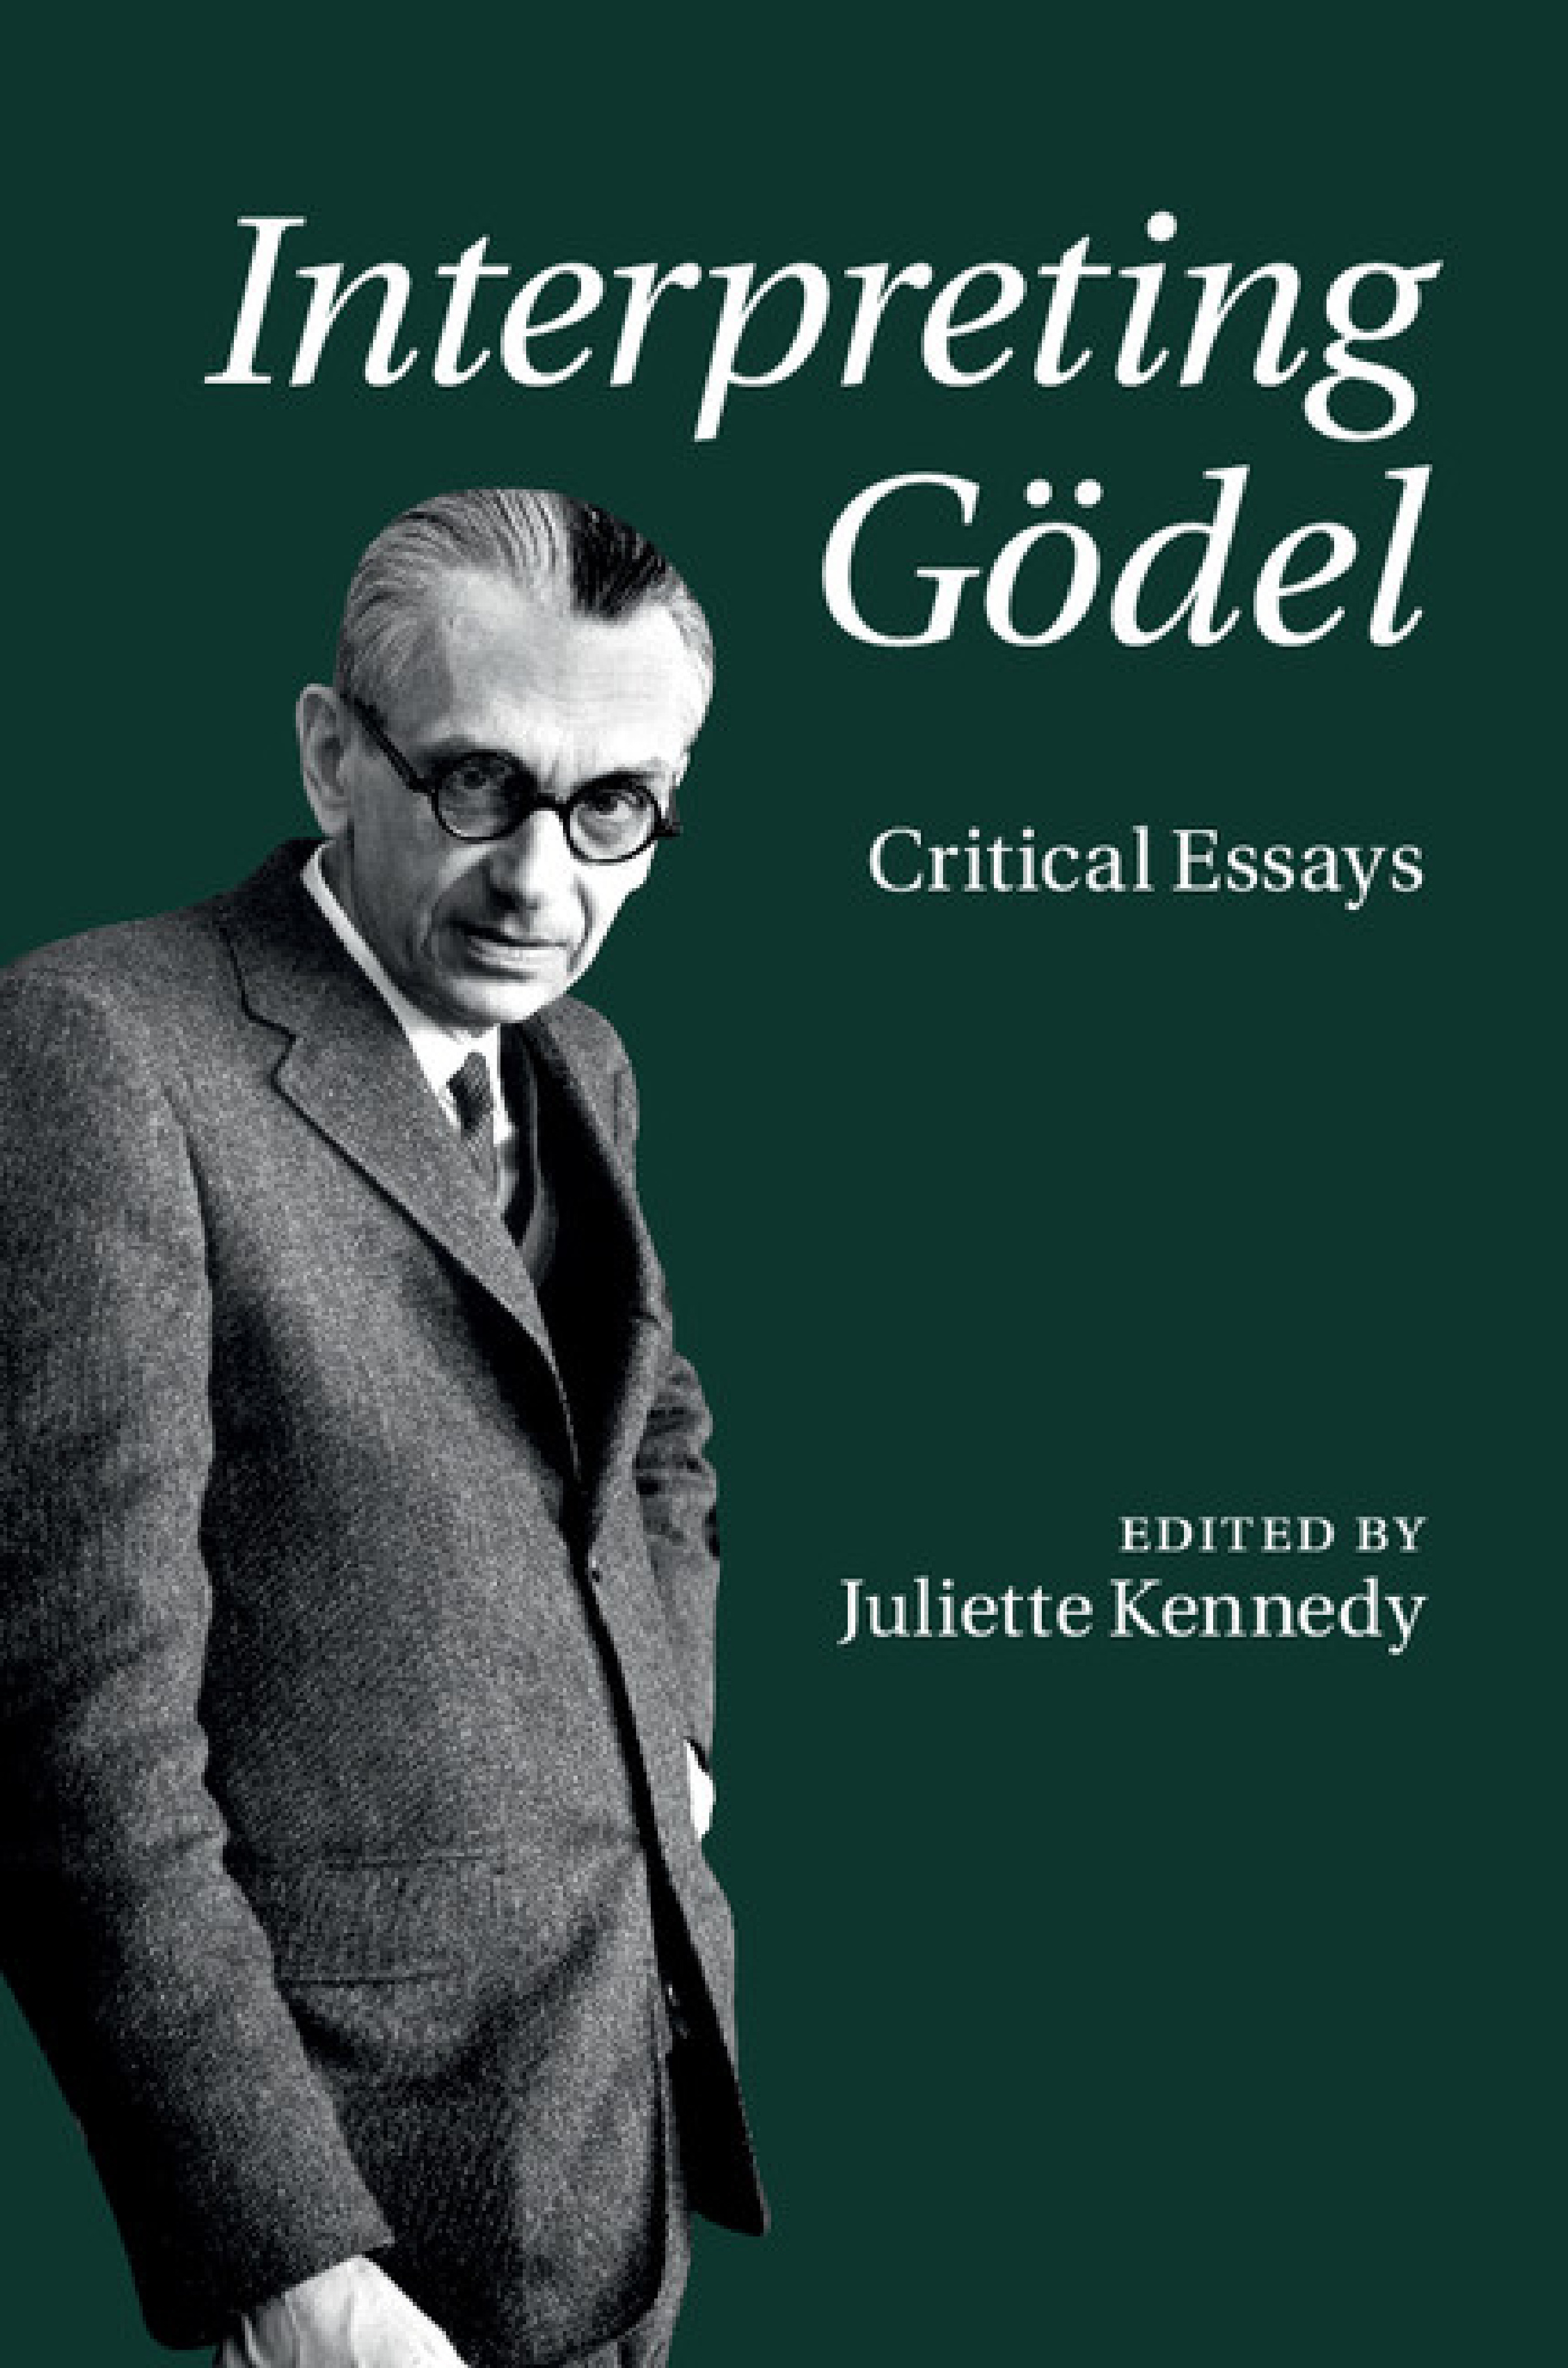 Interpreting
Gödel
Critical Essays
EDITED BY
Juliette Kennedy